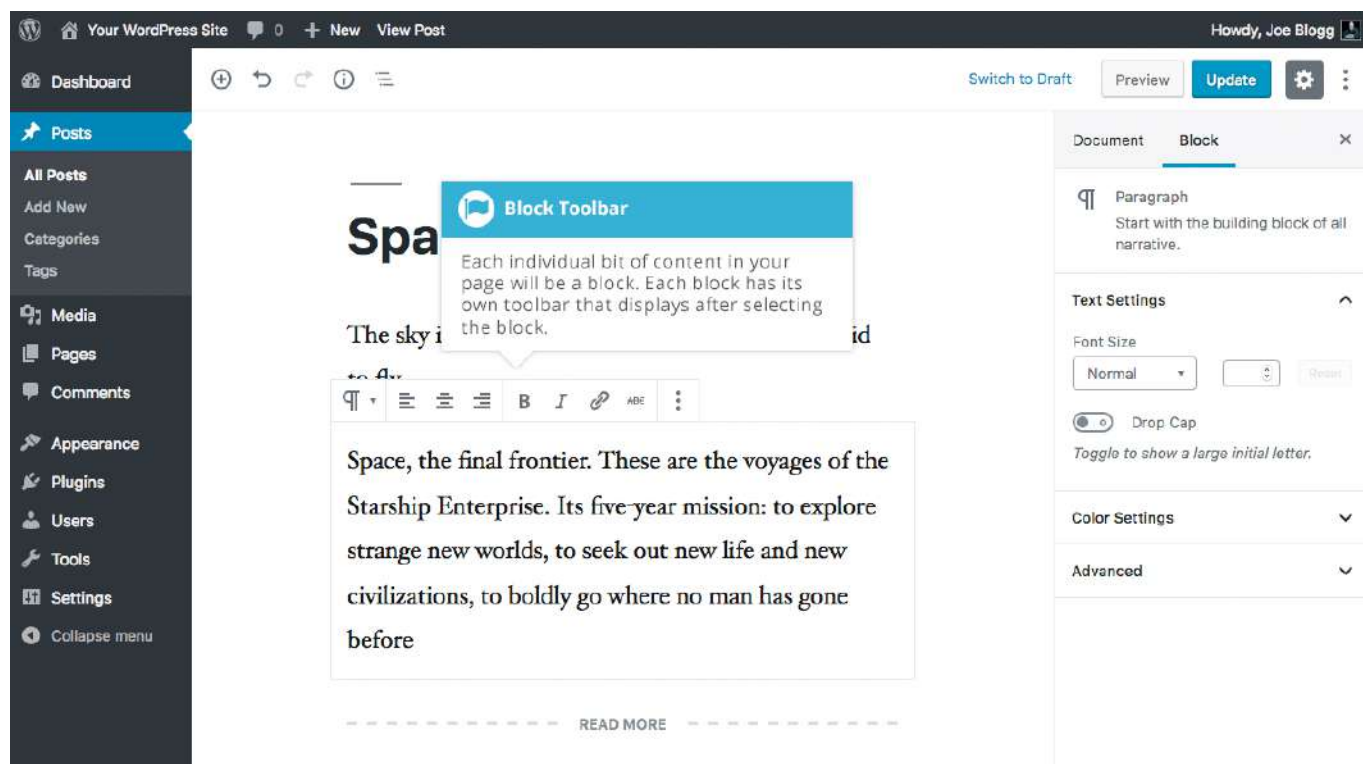 Your WordPress Site 0 + New View Post Howdy, Joe Blogg
Dashboard
Posts
All Posts
Add New
Categories
Tags
Media
Pages
Comments
Appearance
Plugins
Users
Tools
Settings
Collapse menu
Switch to Draft Preview Update
Spa
Block Toolbar
Each individual bit of content in your
page will be a block. Each block has its
own toolbar that displays after selecting
the block.
The sky i id
to fly
B I ABC
Space, the final frontier. These are the voyages of the
Starship Enterprise. Its five-year mission: to explore
strange new worlds, to seek out new life and new
civilizations, to boldly go where no man has gone
before
READ MORE
Document Block ×
¶ Paragraph
Start with the building block of all
narrative.
Text Settings
Font Size
Normal Reset
Drop Cap
Toggle to show a large initial letter.
Color Settings
Advanced